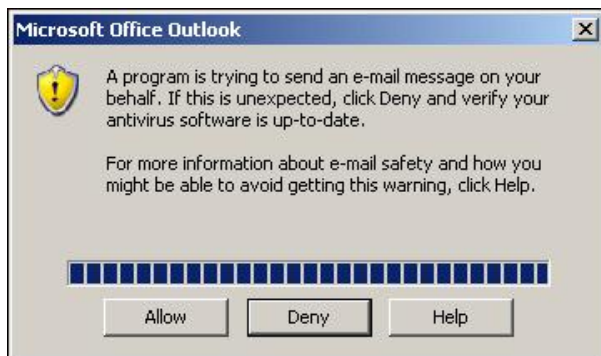 Microsoft Office Outlook
A program is trying to send an e-mail message on your
behalf. If this is unexpected, click Deny and verify your
antivirus software is up-to-date.
For more information about e-mail safety and how you
might be able to avoid getting this warning, click Help.
Allow Deny Help